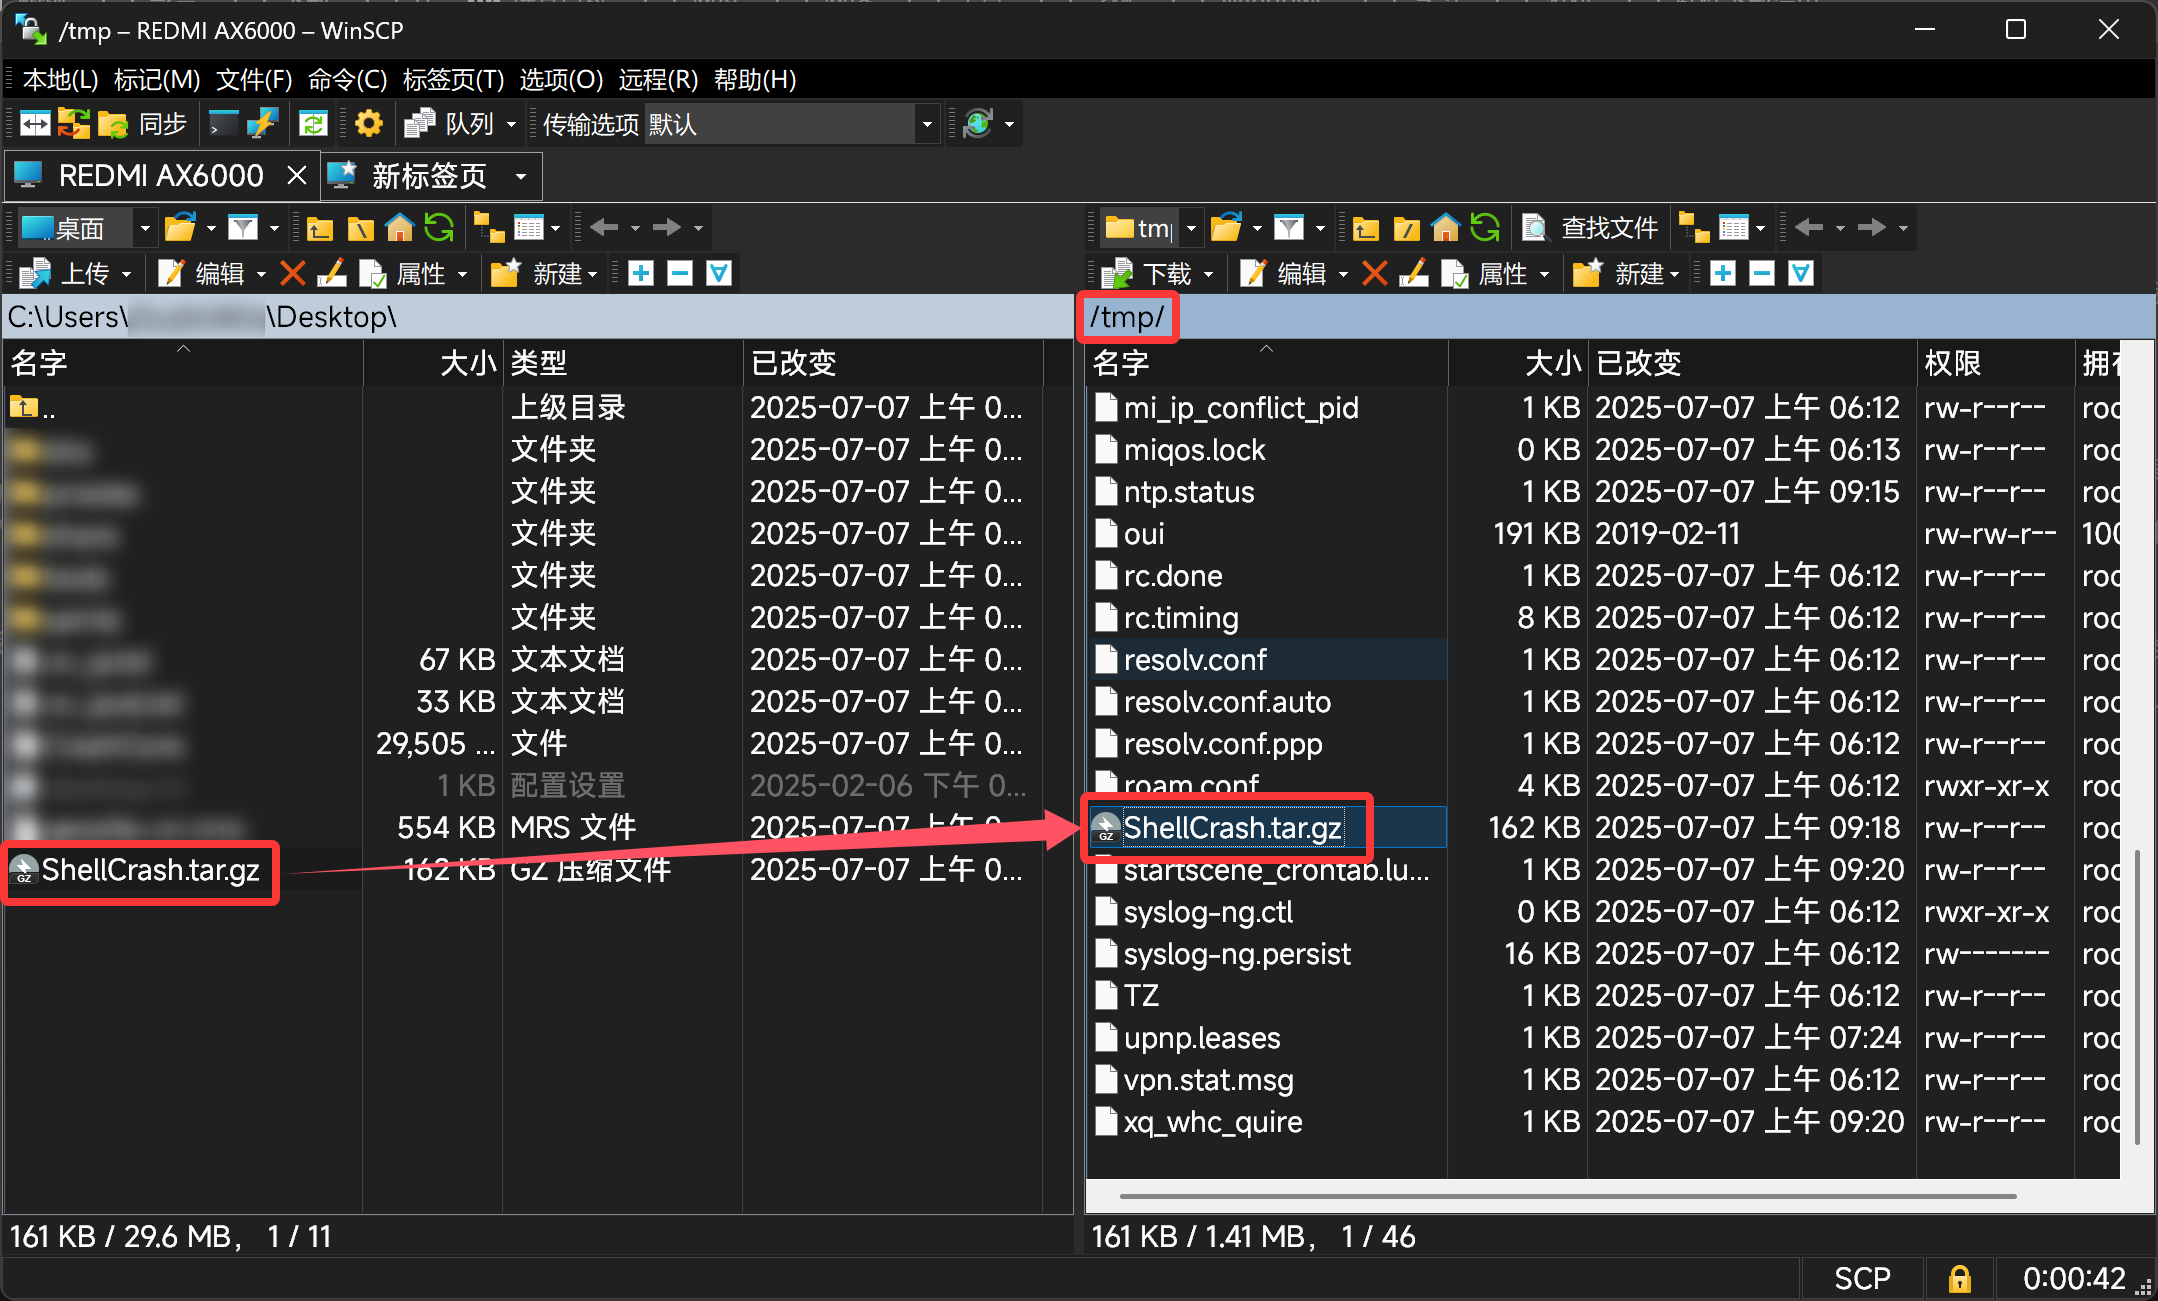 /tmp – REDMI AX6000 – WinSCP
本地(L) 标记(M) 文件(F) 命令(C) 标签页(T) 选项(O) 远程(R) 帮助(H)
同步 队列 传输选项 默认
REDMI AX6000 新标签页
桌面
上传 编辑 属性 新建
C:\Users\ \Desktop\
名字 大小 类型 已改变
.. 上级目录 2025-07-07 上午 0...
文件夹 2025-07-07 上午 0...
文件夹 2025-07-07 上午 0...
文件夹 2025-07-07 上午 0...
文件夹 2025-07-07 上午 0...
文件夹 2025-07-07 上午 0...
67 KB 文本文档 2025-07-07 上午 0...
33 KB 文本文档 2025-07-07 上午 0...
29,505 ... 文件 2025-07-07 上午 0...
1 KB 配置设置 2025-02-06 下午 0...
554 KB MRS 文件 2025-07-07 上午 0...
ShellCrash.tar.gz 162 KB GZ 压缩文件 2025-07-07 上午 0...
161 KB / 29.6 MB, 1 / 11
tmp 查找文件
下载 编辑 属性 新建
/tmp/
名字 大小 已改变 权限 拥有
mi_ip_conflict_pid 1 KB 2025-07-07 上午 06:12 rw-r--r-- roo
miqos.lock 0 KB 2025-07-07 上午 06:13 rw-r--r-- roo
ntp.status 1 KB 2025-07-07 上午 09:15 rw-r--r-- roo
oui 191 KB 2019-02-11 rw-rw-r-- 100
rc.done 1 KB 2025-07-07 上午 06:12 rw-r--r-- roo
rc.timing 8 KB 2025-07-07 上午 06:12 rw-r--r-- roo
resolv.conf 1 KB 2025-07-07 上午 06:12 rw-r--r-- roo
resolv.conf.auto 1 KB 2025-07-07 上午 06:12 rw-r--r-- roo
resolv.conf.ppp 1 KB 2025-07-07 上午 06:12 rw-r--r-- roo
roam.conf 4 KB 2025-07-07 上午 06:12 rwxr-xr-x roo
ShellCrash.tar.gz 162 KB 2025-07-07 上午 09:18 rw-r--r-- roo
startscene_crontab.lu... 1 KB 2025-07-07 上午 09:20 rw-r--r-- roo
syslog-ng.ctl 0 KB 2025-07-07 上午 06:12 rwxr-xr-x roo
syslog-ng.persist 16 KB 2025-07-07 上午 06:12 rw------- roo
TZ 1 KB 2025-07-07 上午 06:12 rw-r--r-- roo
upnp.leases 1 KB 2025-07-07 上午 07:24 rw-r--r-- roo
vpn.stat.msg 1 KB 2025-07-07 上午 06:12 rw-r--r-- roo
xq_whc_quire 1 KB 2025-07-07 上午 09:20 rw-r--r-- roo
161 KB / 1.41 MB, 1 / 46
SCP 0:00:42